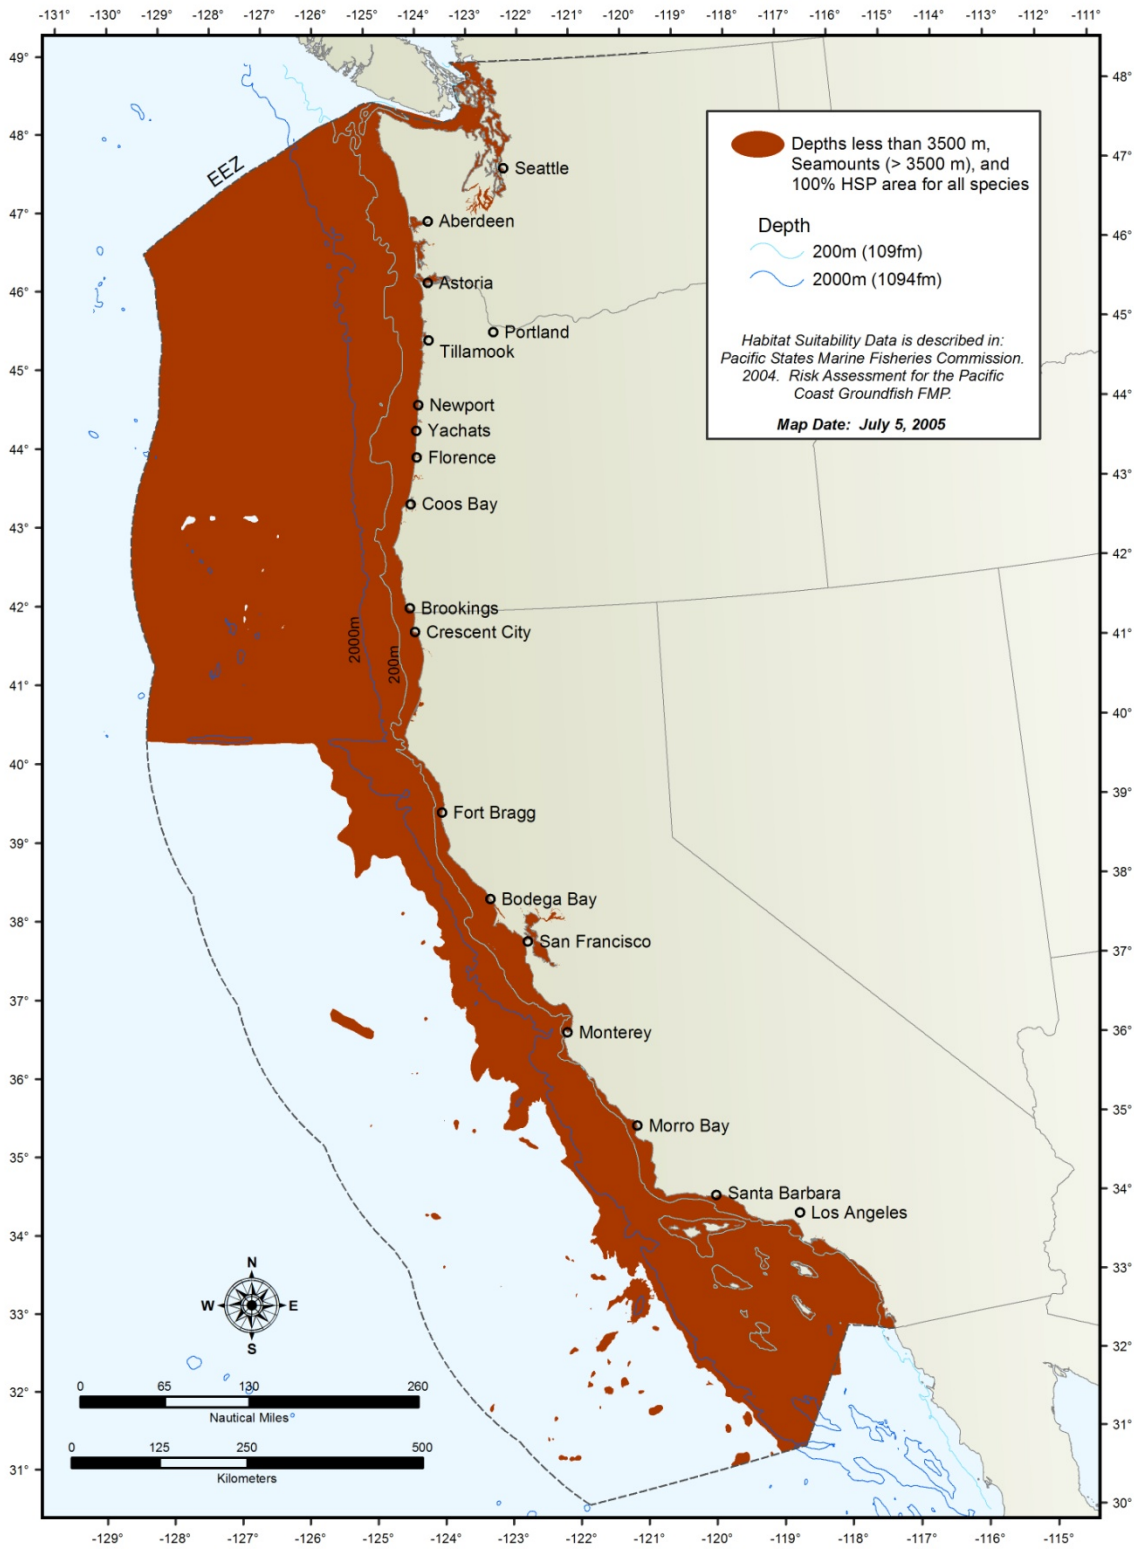 -131° -130° -129° -128° -127° -126° -125° -124° -123° -122° -121° -120° -119° -118° -117° -116° -115° -114° -113° -112° -111°
49°
48°
47°
46°
45°
44°
43°
42°
41°
40°
39°
38°
37°
36°
35°
34°
33°
32°
31°
48°
47°
46°
45°
44°
43°
42°
41°
40°
39°
38°
37°
36°
35°
34°
33°
32°
31°
30°
Depths less than 3500 m,
Seamounts (> 3500 m), and
100% HSP area for all species
Depth
200m (109fm)
2000m (1094fm)
Habitat Suitability Data is described in:
Pacific States Marine Fisheries Commission.
2004. Risk Assessment for the Pacific
Coast Groundfish FMP.
Map Date: July 5, 2005
EEZ
Seattle
Aberdeen
Astoria
Portland
Tillamook
Newport
Yachats
Florence
Coos Bay
Brookings
Crescent City
2000m
200m
Fort Bragg
Bodega Bay
San Francisco
Monterey
Morro Bay
Santa Barbara
Los Angeles
N
W E
S
0 65 130 260
Nautical Miles
0 125 250 500
Kilometers
-129° -128° -127° -126° -125° -124° -123° -122° -121° -120° -119° -118° -117° -116° -115°